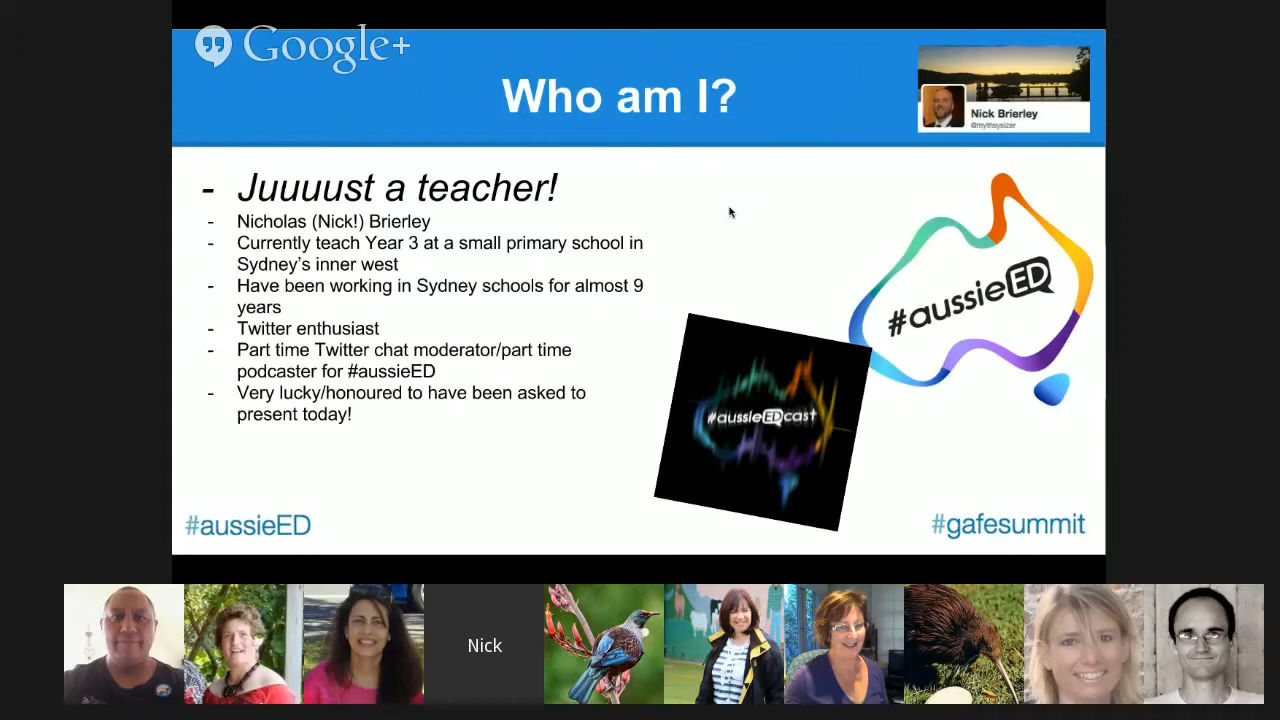 Google+
Who am I?
Nick Brierley
@mythsysizer
- Juuuust a teacher!
- Nicholas (Nick!) Brierley
- Currently teach Year 3 at a small primary school in
Sydney's inner west
- Have been working in Sydney schools for almost 9
years
- Twitter enthusiast
- Part time Twitter chat moderator/part time
podcaster for #aussieED
- Very lucky/honoured to have been asked to
present today!
#aussieED
#aussieEDcast
#aussieED
#gafesummit
Nick